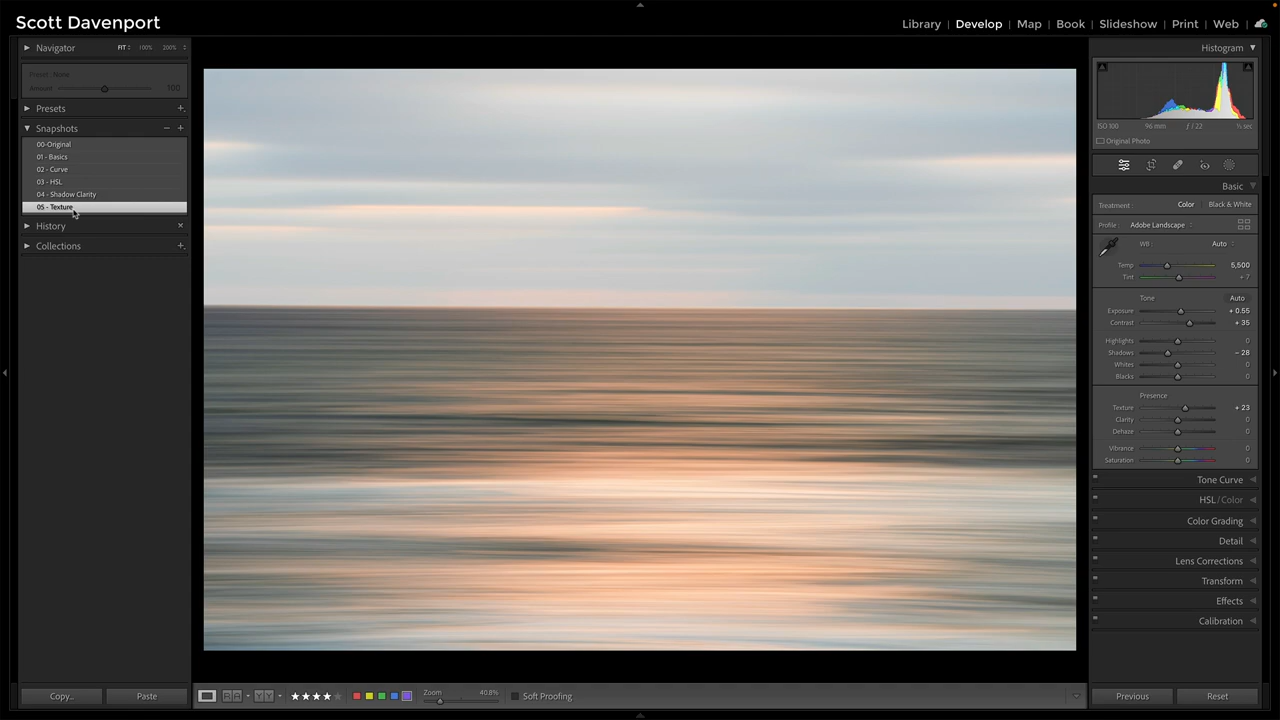 Scott Davenport
Library | Develop | Map | Book | Slideshow | Print | Web
Navigator FIT 100% 200%
Preset : None
Amount 100
Presets
Snapshots
00-Original
01 - Basics
02 - Curve
03 - HSL
04 - Shadow Clarity
05 - Texture
History
Collections
Copy... Paste
Zoom 40.8%
Soft Proofing
Histogram
ISO 100 96 mm f / 22
Original Photo
Basic
Treatment : Color Black & White
Profile : Adobe Landscape
WB : Auto
Temp 5,500
Tint + 7
Tone Auto
Exposure + 0.55
Contrast + 35
Highlights 0
Shadows − 28
Whites 0
Blacks 0
Presence
Texture + 23
Clarity 0
Dehaze 0
Vibrance 0
Saturation 0
Tone Curve
HSL / Color
Color Grading
Detail
Lens Corrections
Transform
Effects
Calibration
Previous Reset